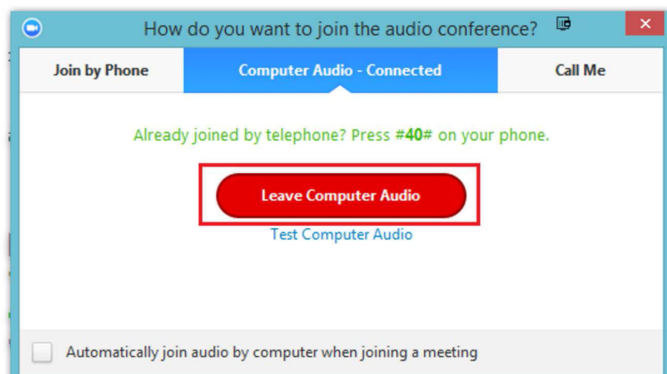 How do you want to join the audio conference?
Join by Phone
Computer Audio - Connected
Call Me
Already joined by telephone? Press #40# on your phone.
Leave Computer Audio
Test Computer Audio
Automatically join audio by computer when joining a meeting